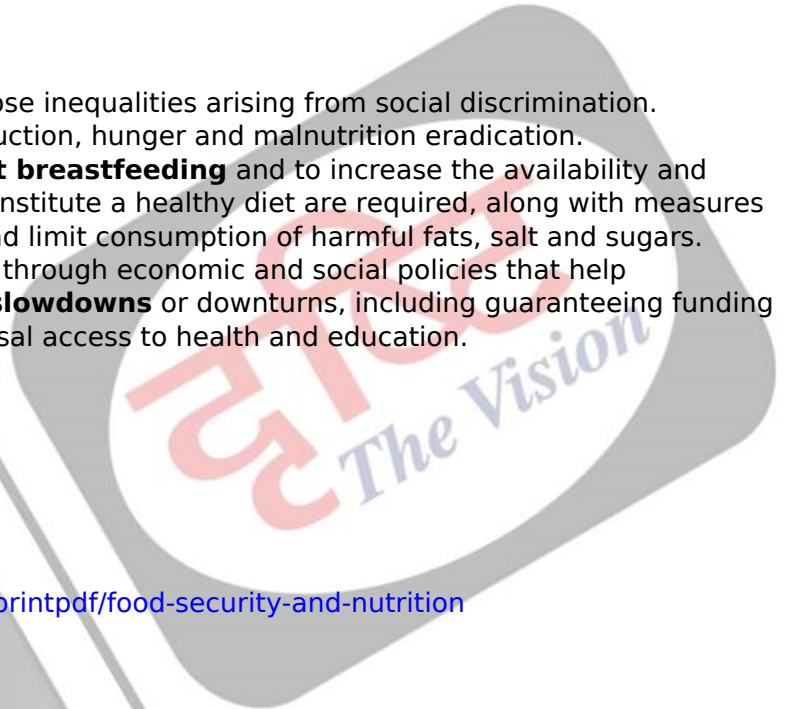 ose inequalities arising from social discrimination.
uction, hunger and malnutrition eradication.
t breastfeeding and to increase the availability and
nstitute a healthy diet are required, along with measures
nd limit consumption of harmful fats, salt and sugars.
through economic and social policies that help
slowdowns or downturns, including guaranteeing funding
sal access to health and education.
दृष्टि
The Vision
printpdf/food-security-and-nutrition